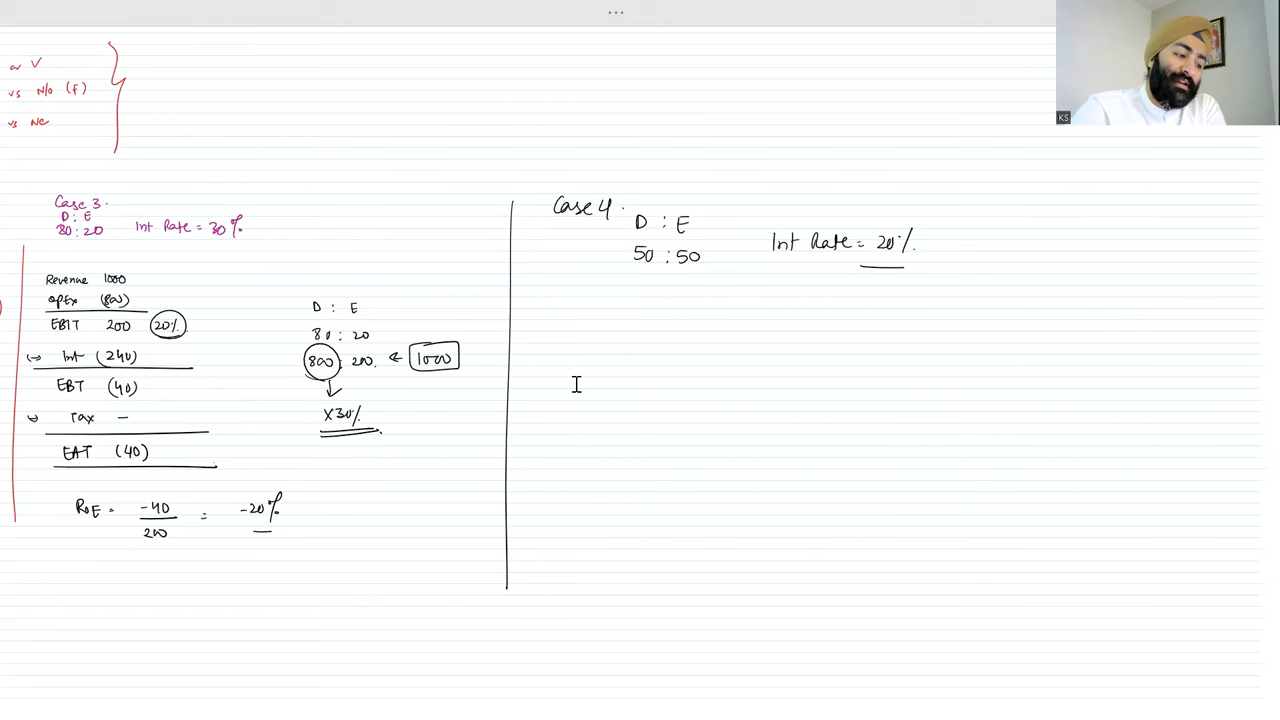 or V
vs N/o (F)
vs Ne
Case 3.
D : E
80 : 20 Int Rate = 30%
Revenue 1000
OpEx (800)
EBIT 200 20%
Int (240)
EBT (40)
Tax —
EAT (40)
D : E
80 : 20
800 : 200. ← 1000
↓
X30%
ROE = -40 / 200 = -20%
Case 4.
D : E
50 : 50
Int Rate = 20%.
KS